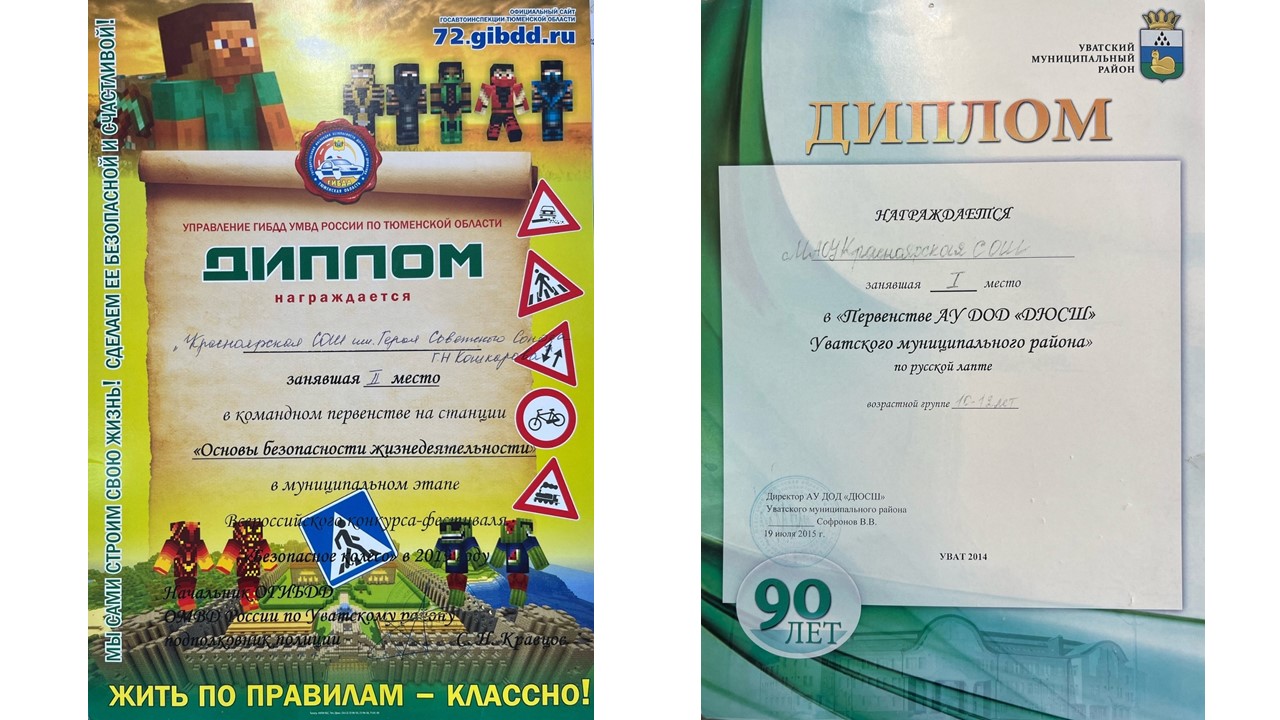 МЫ САМИ СТРОИМ СВОЮ ЖИЗНЬ! СДЕЛАЕМ ЕЕ БЕЗОПАСНОЙ И СЧАСТЛИВОЙ!
ОФИЦИАЛЬНЫЙ САЙТ
ГОСАВТОИНСПЕКЦИИ ТЮМЕНСКОЙ ОБЛАСТИ
72.gibdd.ru
ГИБДД
ТЮМЕНСКАЯ ОБЛАСТЬ
УПРАВЛЕНИЕ ГИБДД УМВД РОССИИ ПО ТЮМЕНСКОЙ ОБЛАСТИ
ДИПЛОМ
награждается
Красноярская СОШ им. Героя Советского Союза
Г.Н Кошкарова
занявшая II место
в командном первенстве на станции
«Основы безопасности жизнедеятельности»
в муниципальном этапе
Всероссийского конкурса-фестиваля
«Безопасное колесо» в году
Начальник ОГИБДД
ОМВД России по Уватскому району
подполковник полиции С. Н. Кравцов
ЖИТЬ ПО ПРАВИЛАМ – КЛАССНО!
УВАТСКИЙ
МУНИЦИПАЛЬНЫЙ
РАЙОН
ДИПЛОМ
НАГРАЖДАЕТСЯ
МАОУ Красноярская СОШ
занявшая I место
в «Первенстве АУ ДОД «ДЮСШ»
Уватского муниципального района»
по русской лапте
возрастной группе 10-13 лет
Директор АУ ДОД «ДЮСШ»
Уватского муниципального района
Софронов В.В.
19 июля 2015 г.
УВАТ 2014
90
ЛЕТ